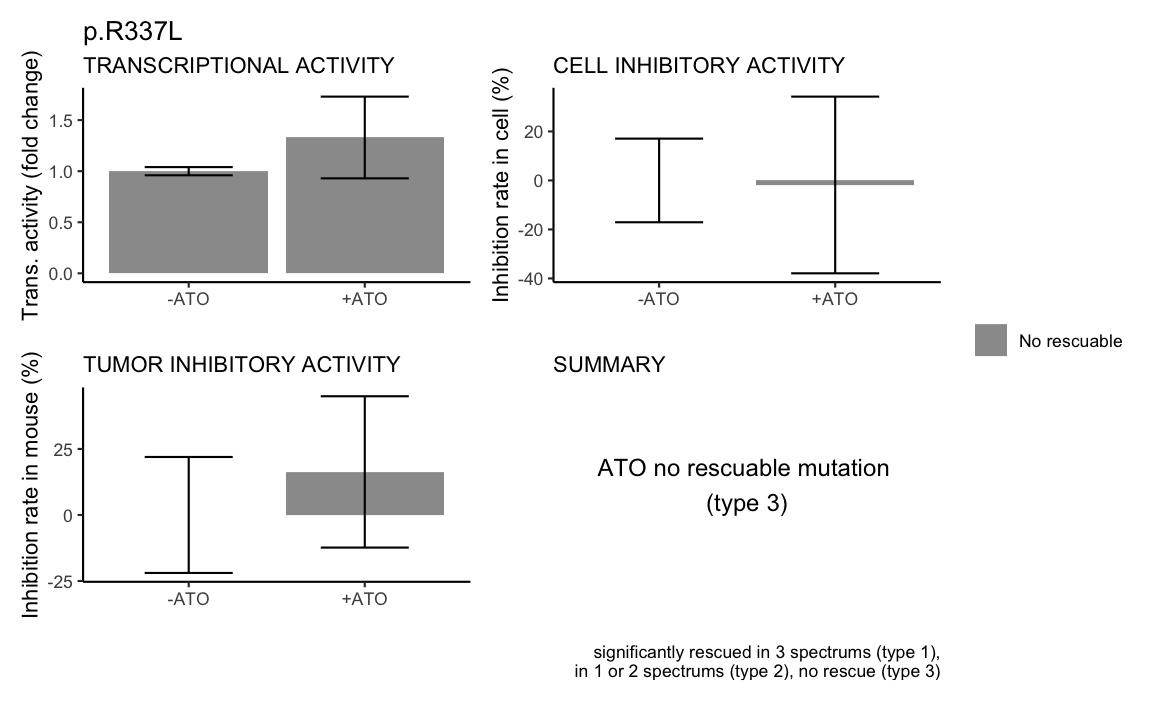 p.R337L
TRANSCRIPTIONAL ACTIVITY
Trans. activity (fold change)
1.5
1.0
0.5
0.0
-ATO
+ATO
CELL INHIBITORY ACTIVITY
Inhibition rate in cell (%)
20
0
-20
-40
-ATO
+ATO
No rescuable
TUMOR INHIBITORY ACTIVITY
Inhibition rate in mouse (%)
25
0
-25
-ATO
+ATO
SUMMARY
ATO no rescuable mutation
(type 3)
significantly rescued in 3 spectrums (type 1),
in 1 or 2 spectrums (type 2), no rescue (type 3)